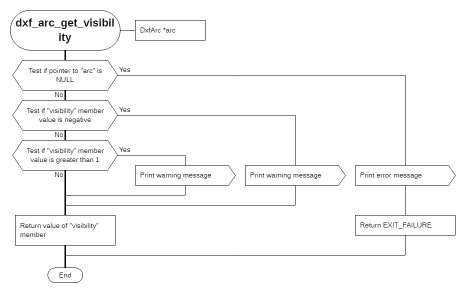 dxf_arc_get_visibil
ity
DxfArc *arc
Test if pointer to "arc" is
NULL
Yes
No
Test if "visibility" member
value is negative
Yes
No
Test if "visibility" member
value is greater than 1
Yes
No
Print warning message
Print warning message
Print error message
Return value of "visibility"
member
Return EXIT_FAILURE
End